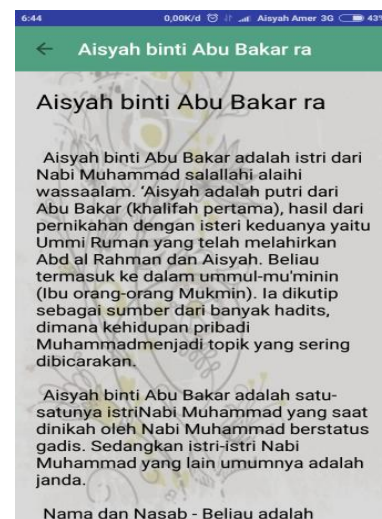 6:44 0,00K/d Aisyah Amer 3G 43%
Aisyah binti Abu Bakar ra
Aisyah binti Abu Bakar ra
Aisyah binti Abu Bakar adalah istri dari
Nabi Muhammad salallahi alaihi
wassaalam. 'Aisyah adalah putri dari
Abu Bakar (khalifah pertama), hasil dari
pernikahan dengan isteri keduanya yaitu
Ummi Ruman yang telah melahirkan
Abd al Rahman dan Aisyah. Beliau
termasuk ke dalam ummul-mu'minin
(Ibu orang-orang Mukmin). Ia dikutip
sebagai sumber dari banyak hadits,
dimana kehidupan pribadi
Muhammadmenjadi topik yang sering
dibicarakan.
Aisyah binti Abu Bakar adalah satu-
satunya istriNabi Muhammad yang saat
dinikah oleh Nabi Muhammad berstatus
gadis. Sedangkan istri-istri Nabi
Muhammad yang lain umumnya adalah
janda.
Nama dan Nasab - Beliau adalah